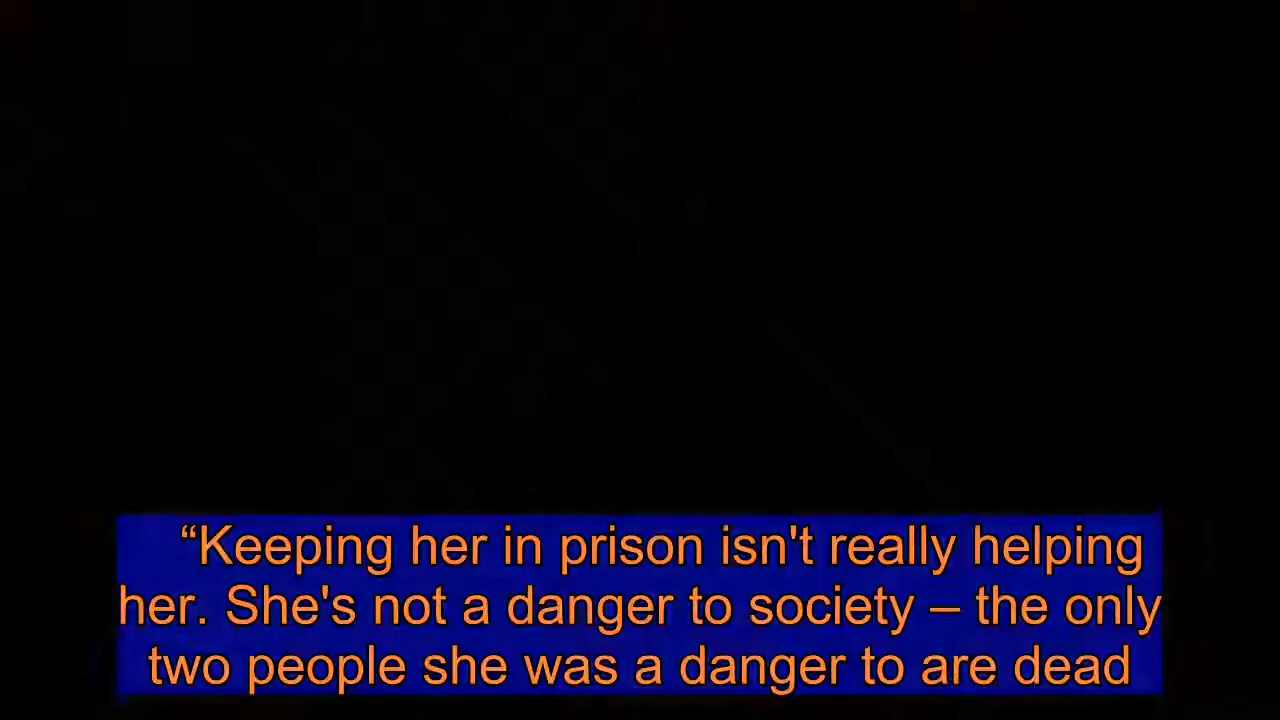 “Keeping her in prison isn't really helping
her. She's not a danger to society – the only
two people she was a danger to are dead